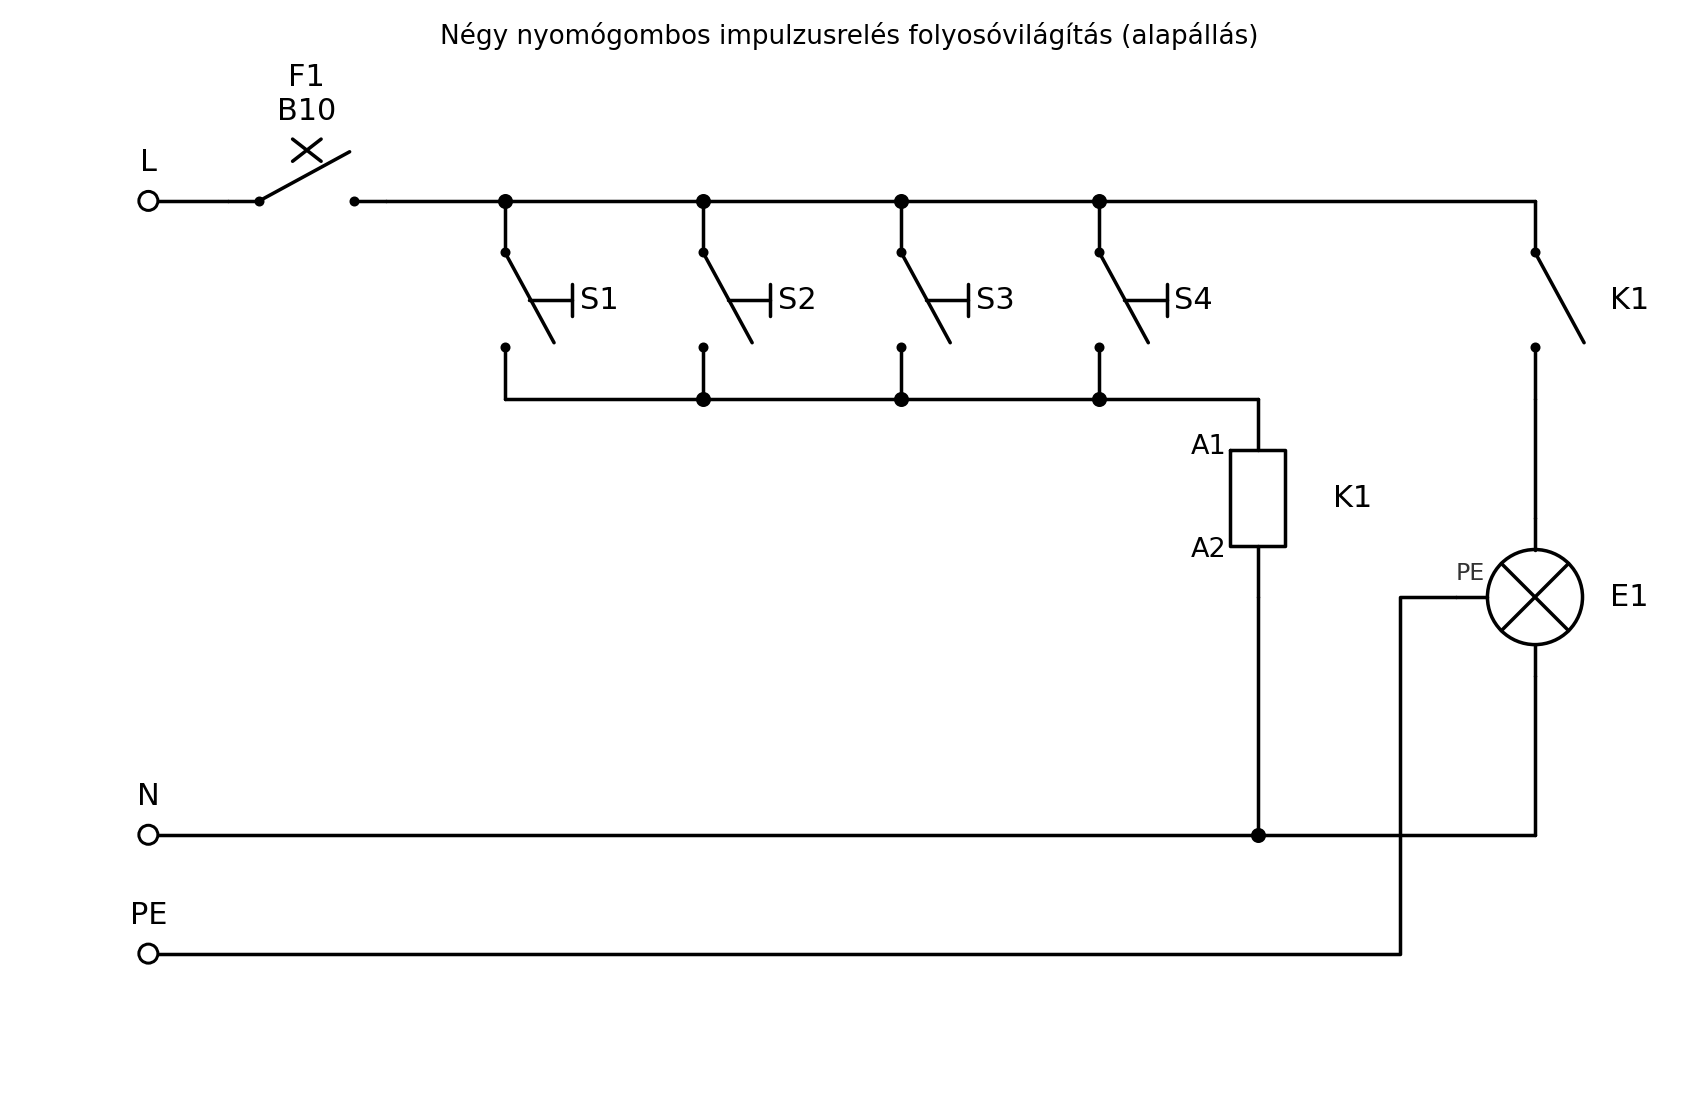 Négy nyomógombos impulzusrelés folyosóvilágítás (alapállás)
F1
B10
L
S1
S2
S3
S4
K1
A1
K1
A2
PE
E1
N
PE